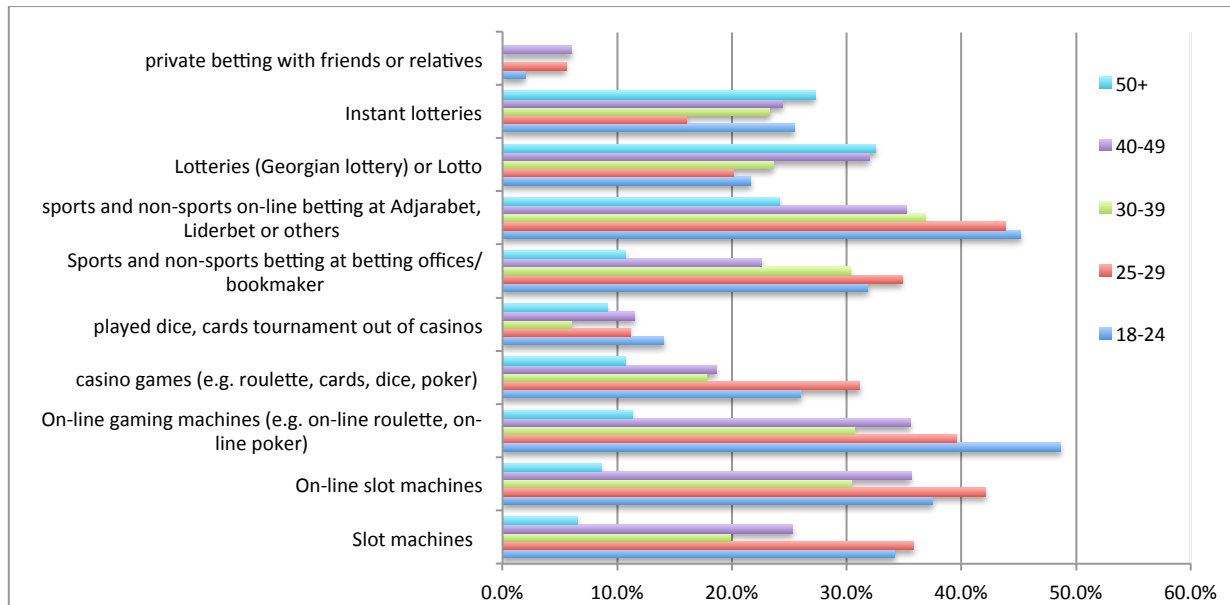 private betting with friends or relatives
Instant lotteries
Lotteries (Georgian lottery) or Lotto
sports and non-sports on-line betting at Adjarabet,
Liderbet or others
Sports and non-sports betting at betting offices/
bookmaker
played dice, cards tournament out of casinos
casino games (e.g. roulette, cards, dice, poker)
On-line gaming machines (e.g. on-line roulette, on-
line poker)
On-line slot machines
Slot machines
50+
40-49
30-39
25-29
18-24
0.0%
10.0%
20.0%
30.0%
40.0%
50.0%
60.0%